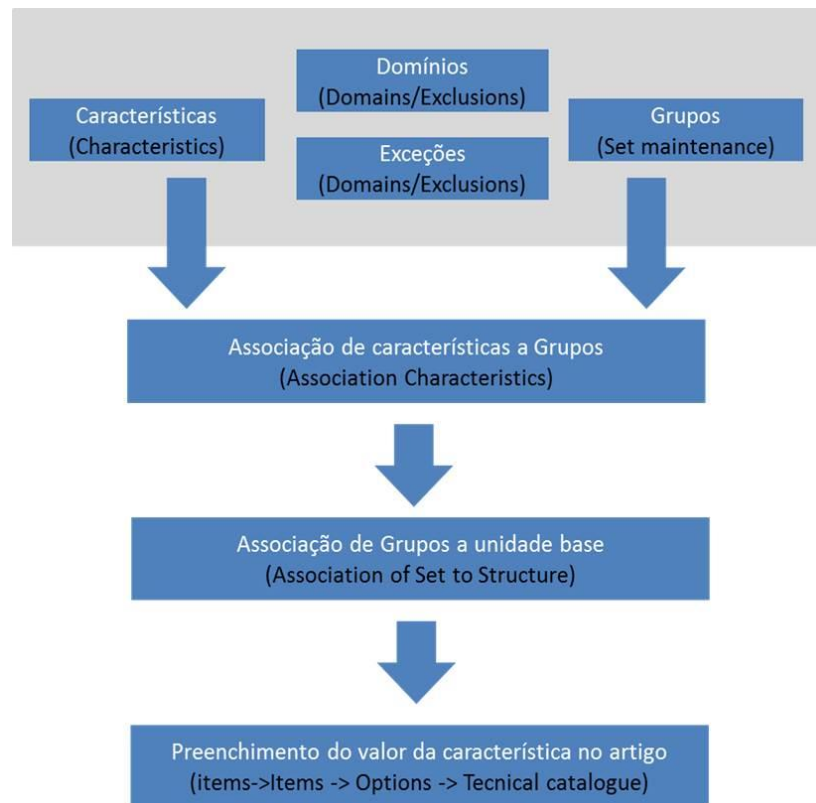 Domínios
(Domains/Exclusions)
Características
(Characteristics)
Grupos
(Set maintenance)
Exceções
(Domains/Exclusions)
Associação de características a Grupos
(Association Characteristics)
Associação de Grupos a unidade base
(Association of Set to Structure)
Preenchimento do valor da característica no artigo
(items->Items -> Options -> Tecnical catalogue)